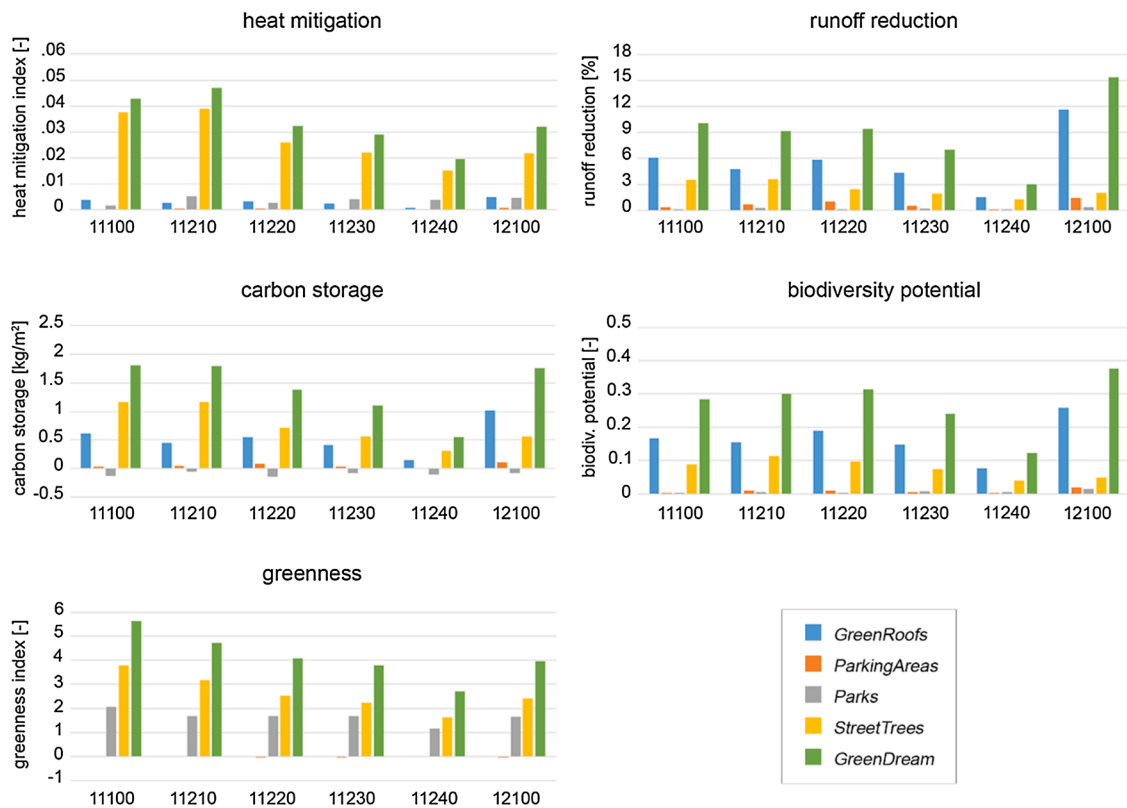 heat mitigation
heat mitigation index [-]
.06
.05
.04
.03
.02
.01
0
11100 11210 11220 11230 11240 12100
runoff reduction
runoff reduction [%]
18
15
12
9
6
3
0
11100 11210 11220 11230 11240 12100
carbon storage
carbon storage [kg/m²]
2.5
2
1.5
1
0.5
0
-0.5
11100 11210 11220 11230 11240 12100
biodiversity potential
biodiv. potential [-]
0.5
0.4
0.3
0.2
0.1
0
11100 11210 11220 11230 11240 12100
greenness
greenness index [-]
6
5
4
3
2
1
0
-1
11100 11210 11220 11230 11240 12100
GreenRoofs
ParkingAreas
Parks
StreetTrees
GreenDream